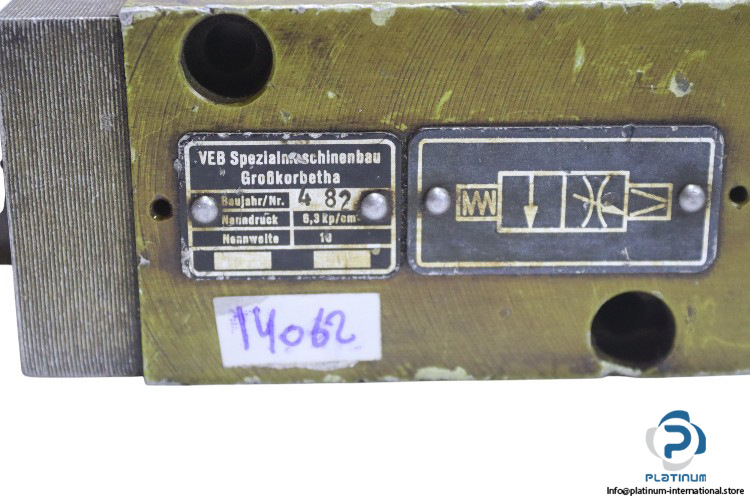 VEB Spezialmaschinenbau
Großkorbetha
Baujahr/Nr. 4 82
Nenndruck 6,3 kp/cm²
Nennweite 10
14062
PLATINUM
Info@platinum-international.store